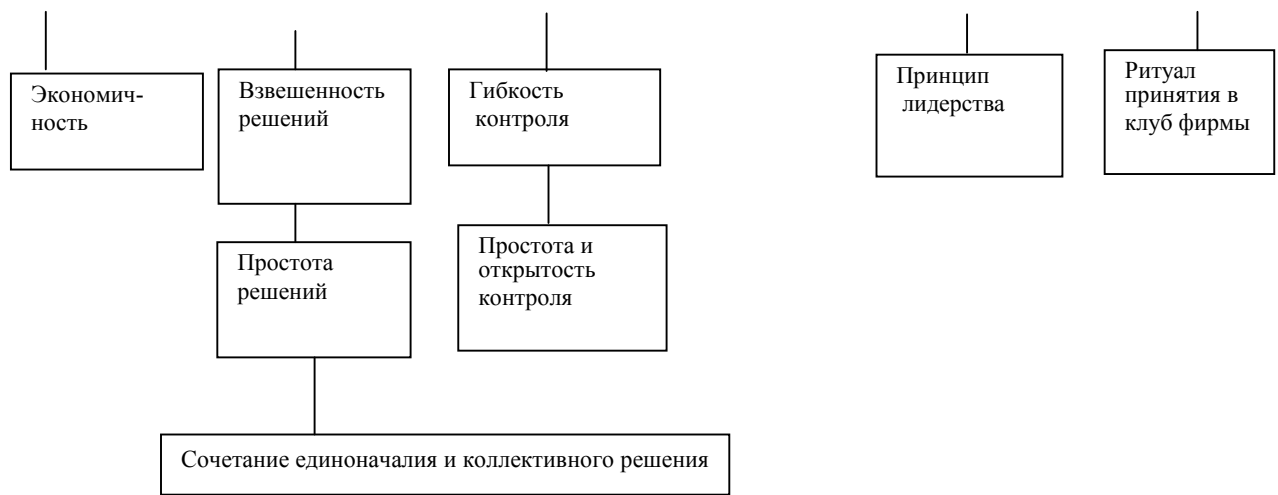 Экономич-
ность
Взвешенность
решений
Гибкость
контроля
Принцип
лидерства
Ритуал
принятия в
клуб фирмы
Простота
решений
Простота и
открытость
контроля
Сочетание единоначалия и коллективного решения